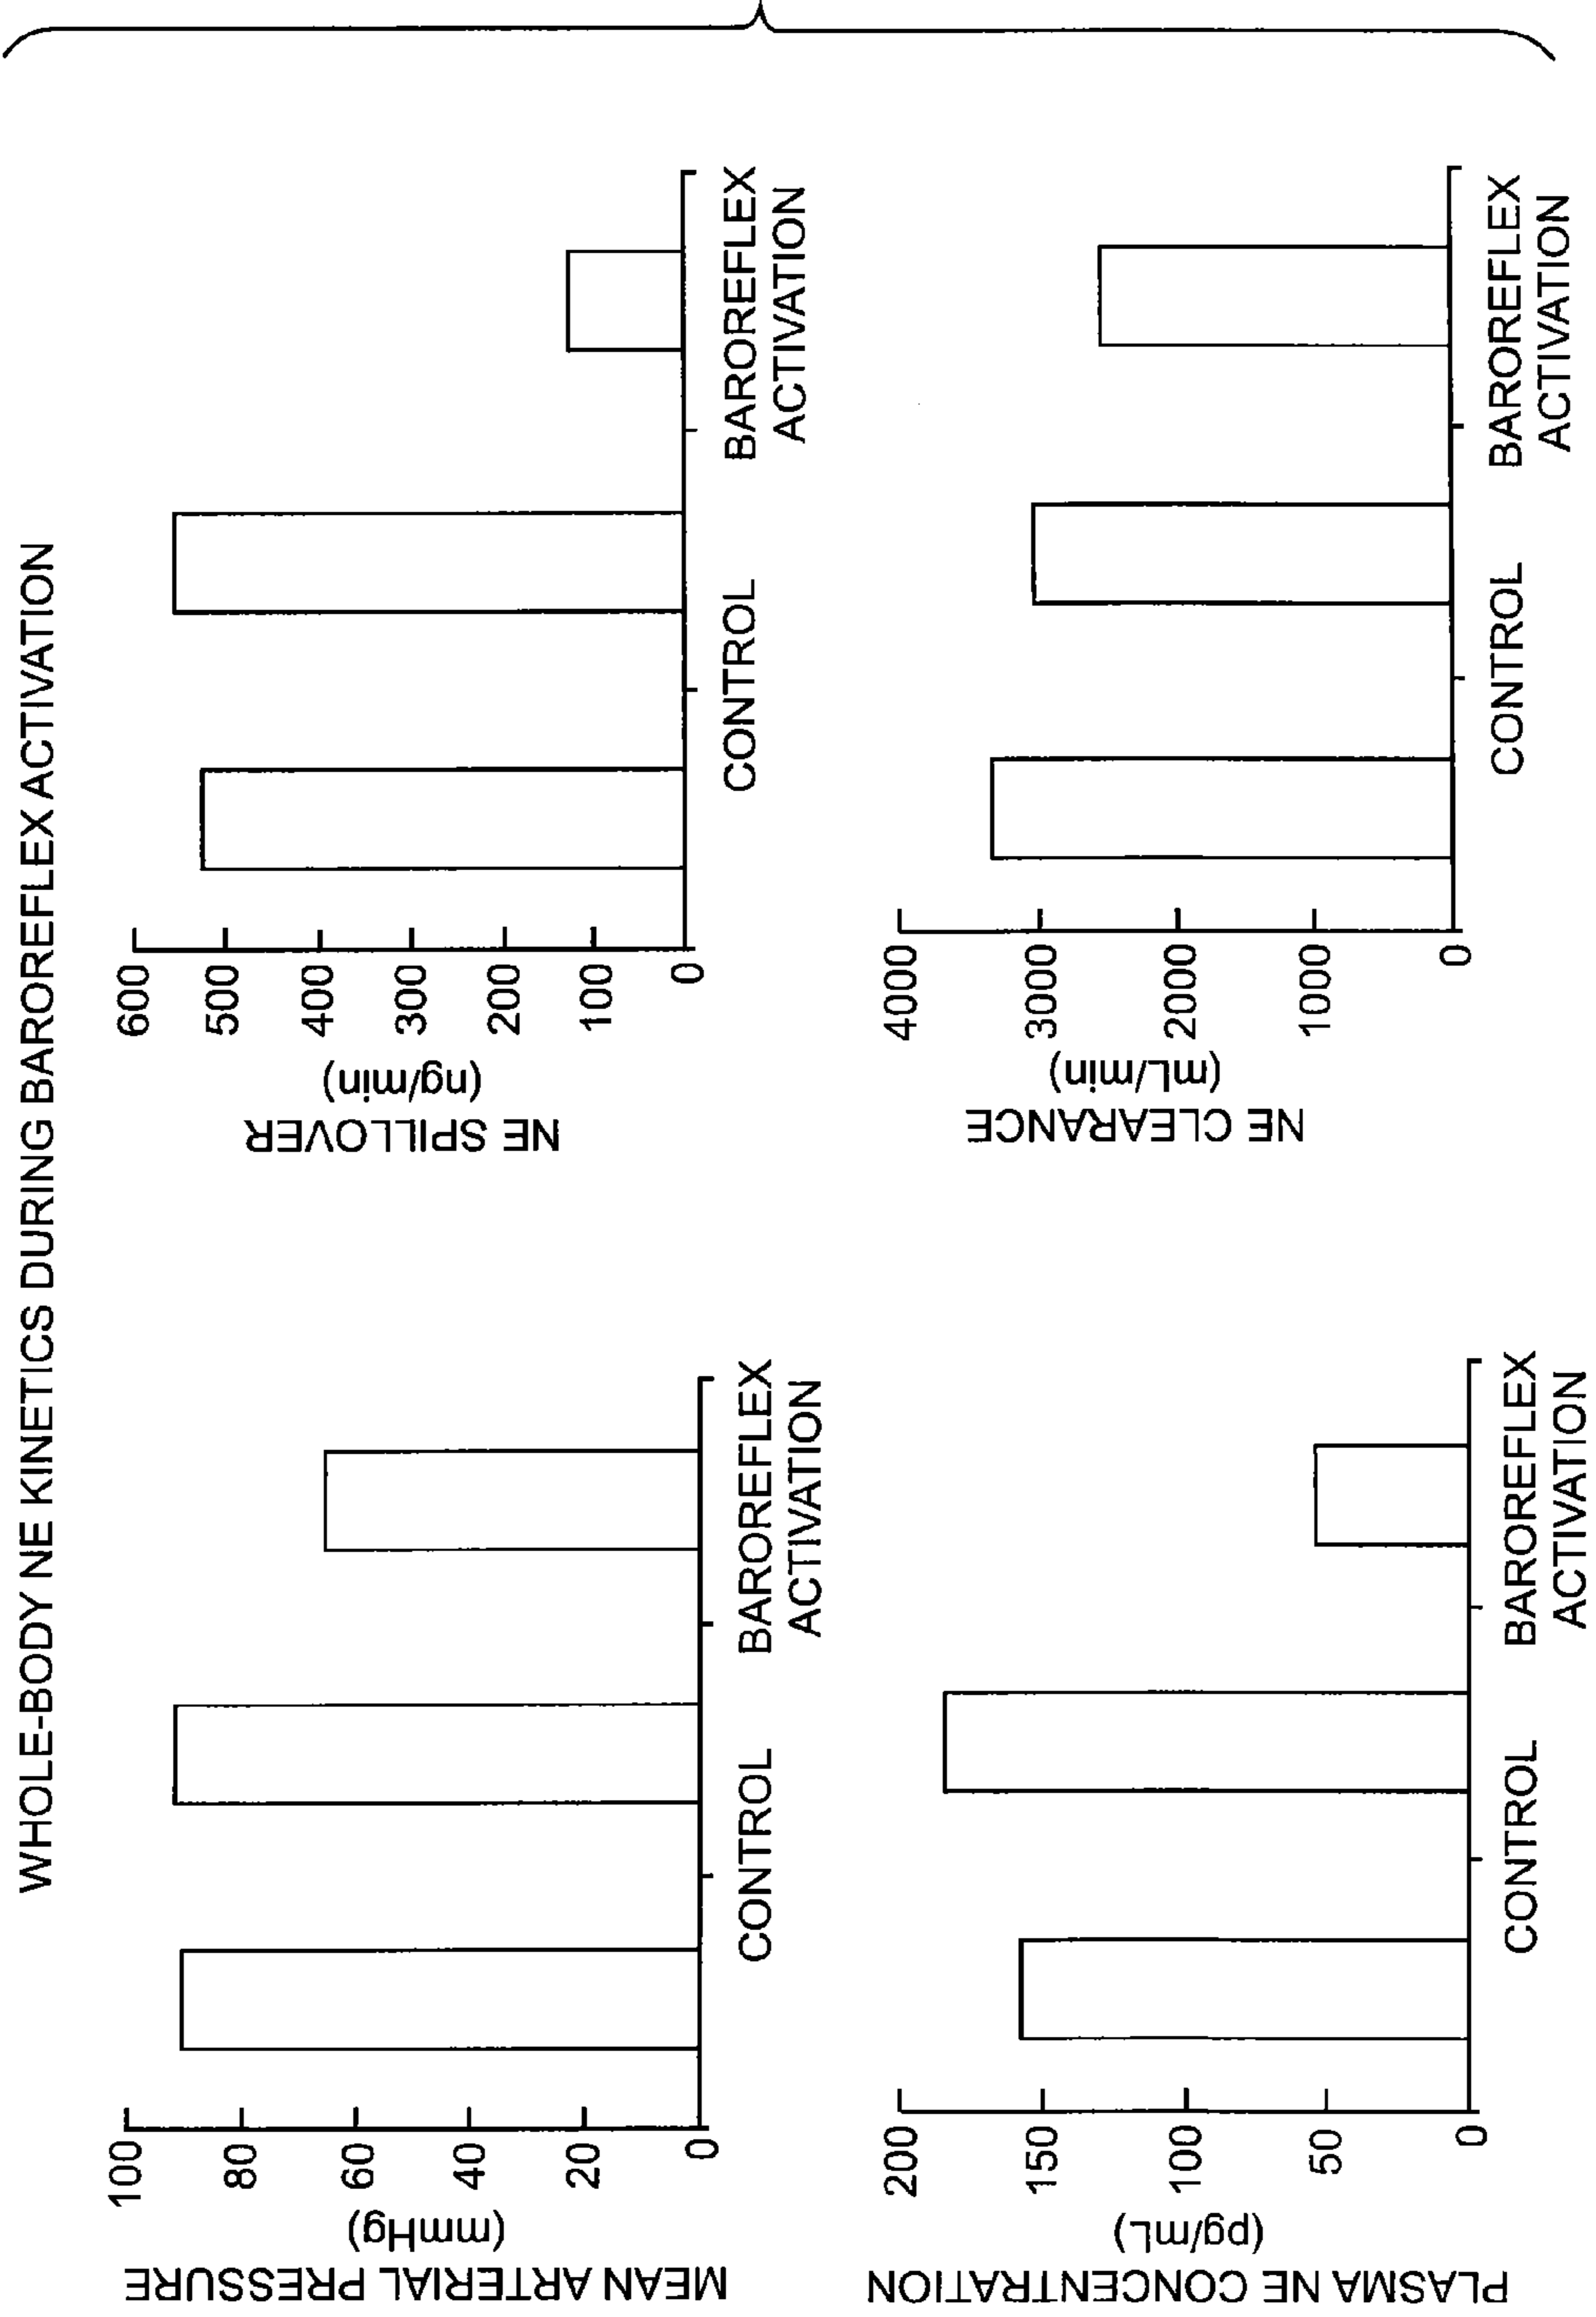 WHOLE-BODY NE KINETICS DURING BAROREFLEX ACTIVATION
MEAN ARTERIAL PRESSURE
(mmHg)
100
80
60
40
20
0
CONTROL
BAROREFLEX
ACTIVATION
NE SPILLOVER
(ng/min)
600
500
400
300
200
100
0
CONTROL
BAROREFLEX
ACTIVATION
PLASMA NE CONCENTRATION
(pg/mL)
200
150
100
50
0
CONTROL
BAROREFLEX
ACTIVATION
NE CLEARANCE
(mL/min)
4000
3000
2000
1000
0
CONTROL
BAROREFLEX
ACTIVATION